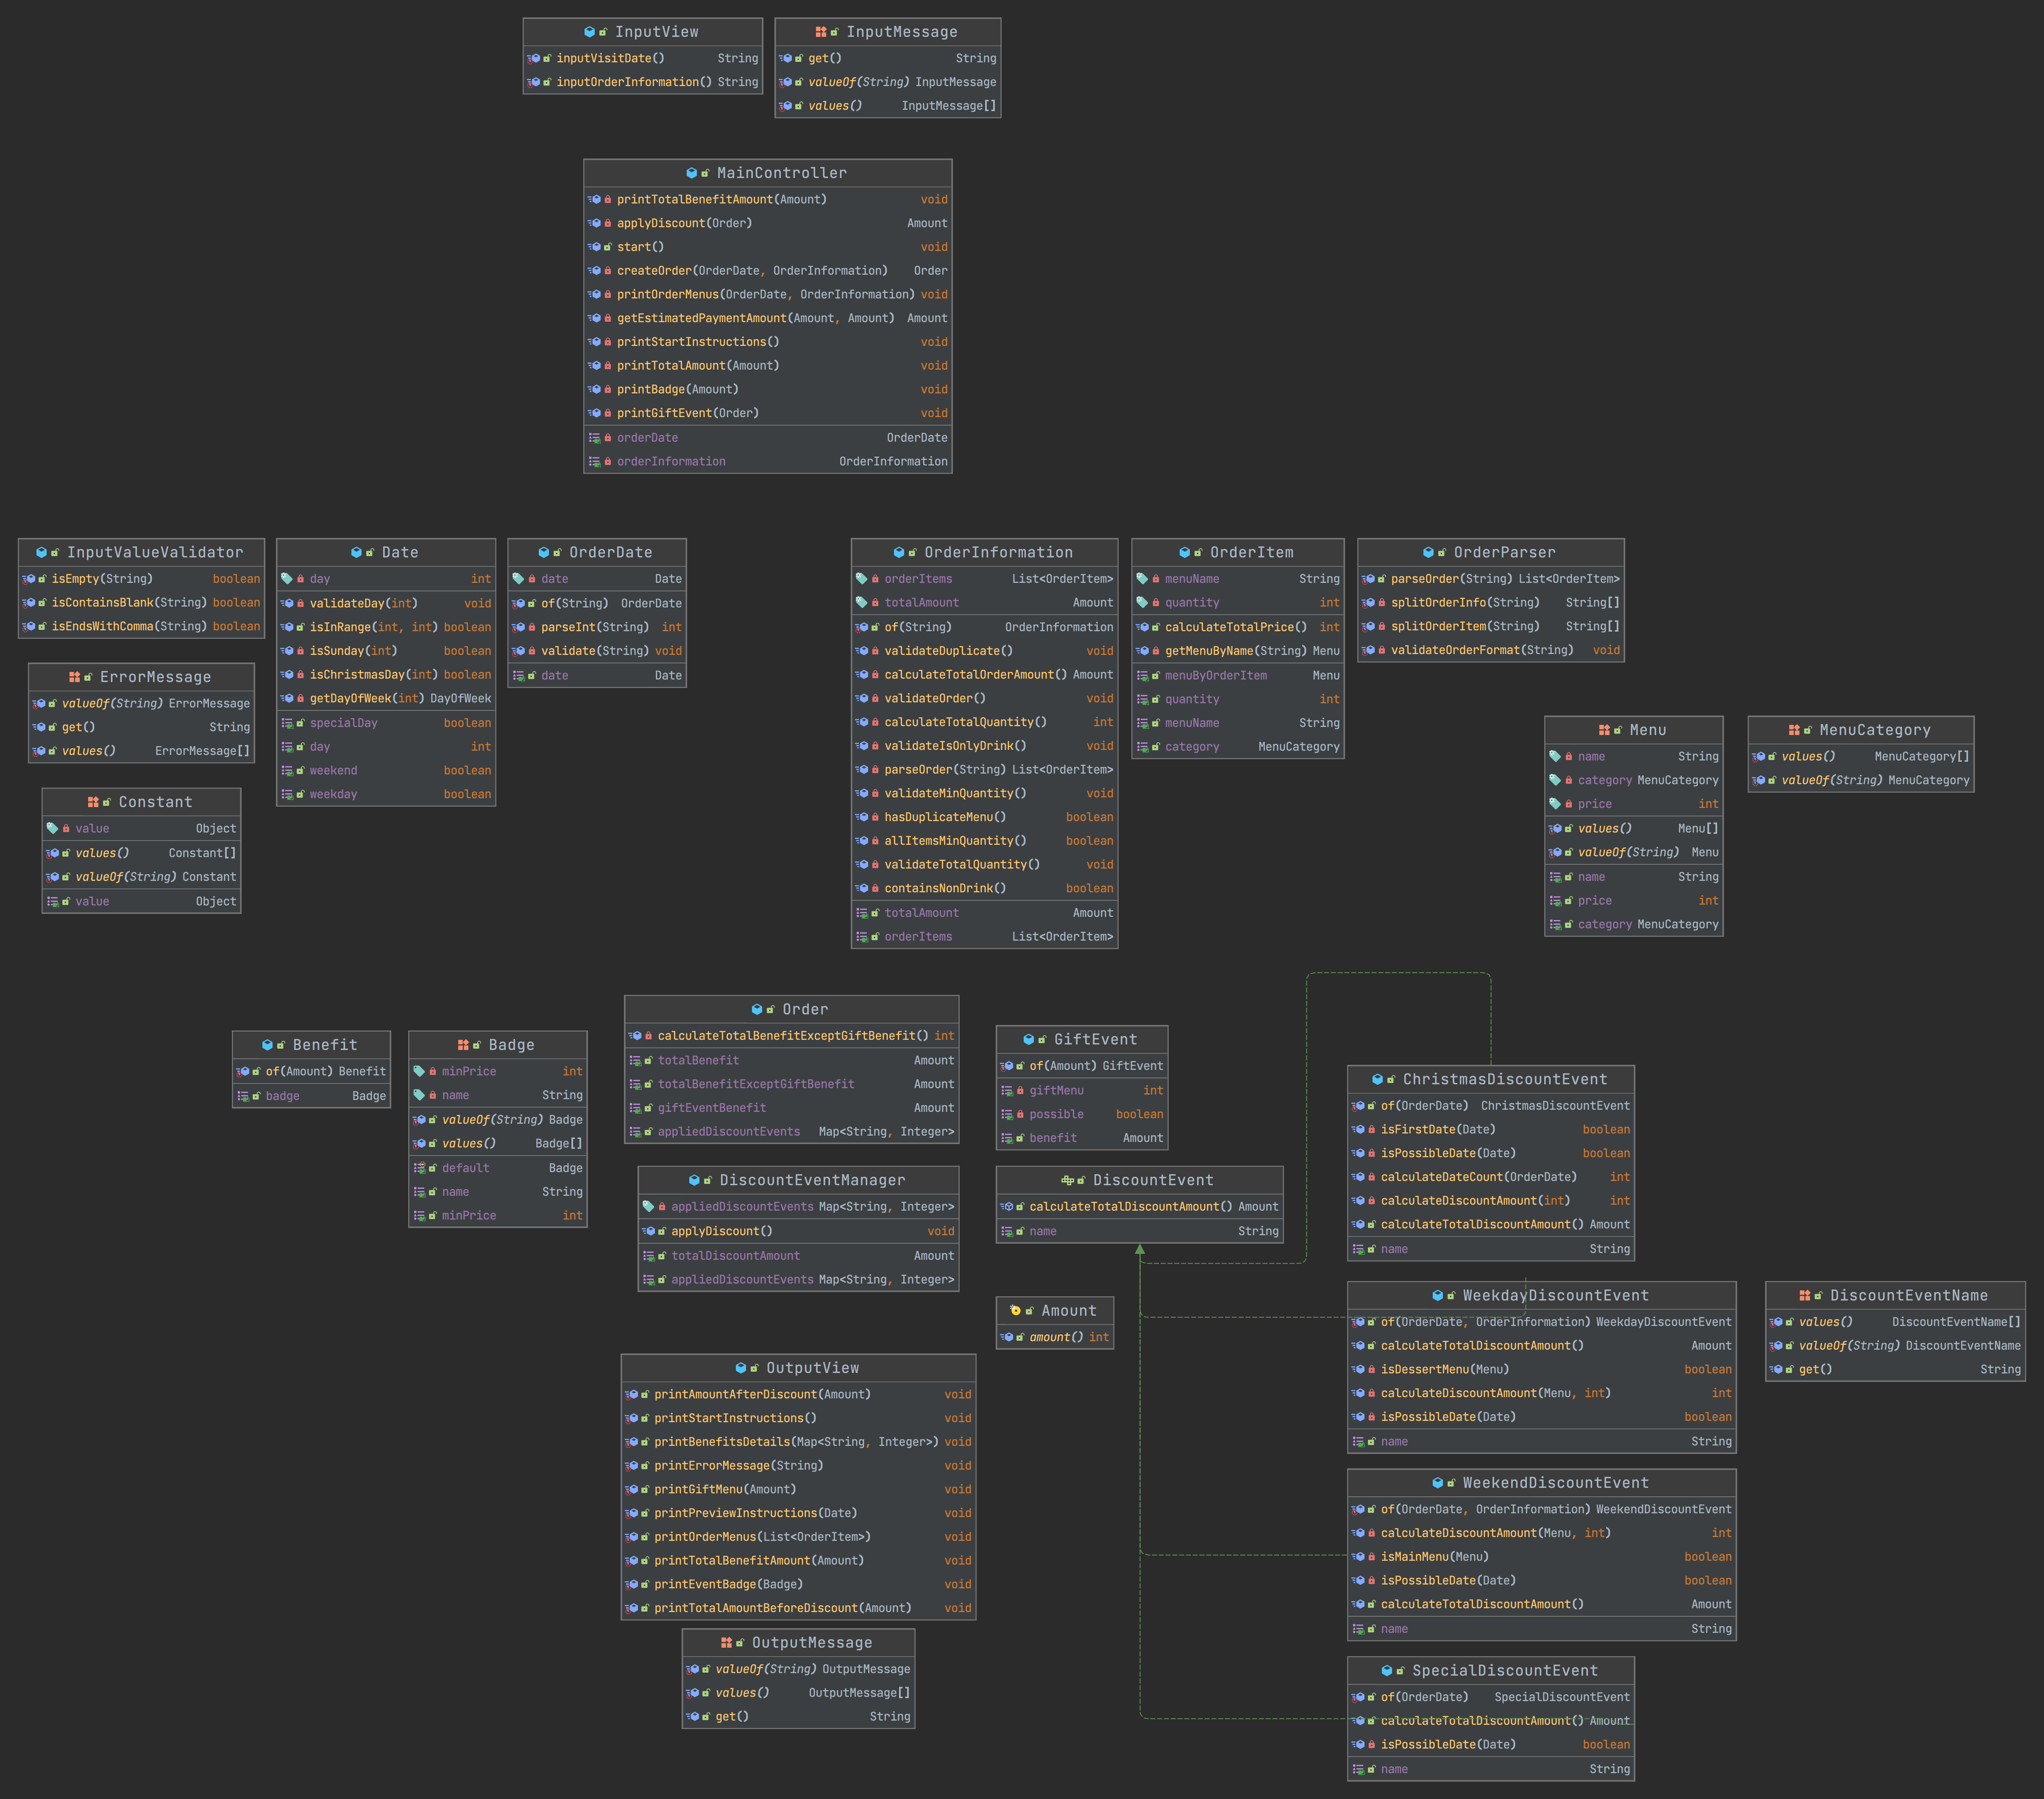 InputView
inputVisitDate() String
inputOrderInformation() String
InputMessage
get() String
valueOf(String) InputMessage
values() InputMessage[]
MainController
printTotalBenefitAmount(Amount) void
applyDiscount(Order) Amount
start() void
createOrder(OrderDate, OrderInformation) Order
printOrderMenus(OrderDate, OrderInformation) void
getEstimatedPaymentAmount(Amount, Amount) Amount
printStartInstructions() void
printTotalAmount(Amount) void
printBadge(Amount) void
printGiftEvent(Order) void
orderDate OrderDate
orderInformation OrderInformation
InputValueValidator
isEmpty(String) boolean
isContainsBlank(String) boolean
isEndsWithComma(String) boolean
ErrorMessage
valueOf(String) ErrorMessage
get() String
values() ErrorMessage[]
Constant
value Object
values() Constant[]
valueOf(String) Constant
value Object
Date
day int
validateDay(int) void
isInRange(int, int) boolean
isSunday(int) boolean
isChristmasDay(int) boolean
getDayOfWeek(int) DayOfWeek
specialDay boolean
day int
weekend boolean
weekday boolean
OrderDate
date Date
of(String) OrderDate
parseInt(String) int
validate(String) void
date Date
OrderInformation
orderItems List<OrderItem>
totalAmount Amount
of(String) OrderInformation
validateDuplicate() void
calculateTotalOrderAmount() Amount
validateOrder() void
calculateTotalQuantity() int
validateIsOnlyDrink() void
parseOrder(String) List<OrderItem>
validateMinQuantity() void
hasDuplicateMenu() boolean
allItemsMinQuantity() boolean
validateTotalQuantity() void
containsNonDrink() boolean
totalAmount Amount
orderItems List<OrderItem>
OrderItem
menuName String
quantity int
calculateTotalPrice() int
getMenuByName(String) Menu
menuByOrderItem Menu
quantity int
menuName String
category MenuCategory
OrderParser
parseOrder(String) List<OrderItem>
splitOrderInfo(String) String[]
splitOrderItem(String) String[]
validateOrderFormat(String) void
Menu
name String
category MenuCategory
price int
values() Menu[]
valueOf(String) Menu
name String
price int
category MenuCategory
MenuCategory
values() MenuCategory[]
valueOf(String) MenuCategory
Benefit
of(Amount) Benefit
badge Badge
Badge
minPrice int
name String
valueOf(String) Badge
values() Badge[]
default Badge
name String
minPrice int
Order
calculateTotalBenefitExceptGiftBenefit() int
totalBenefit Amount
totalBenefitExceptGiftBenefit Amount
giftEventBenefit Amount
appliedDiscountEvents Map<String, Integer>
DiscountEventManager
appliedDiscountEvents Map<String, Integer>
applyDiscount() void
totalDiscountAmount Amount
appliedDiscountEvents Map<String, Integer>
GiftEvent
of(Amount) GiftEvent
giftMenu int
possible boolean
benefit Amount
DiscountEvent
calculateTotalDiscountAmount() Amount
name String
Amount
amount() int
OutputView
printAmountAfterDiscount(Amount) void
printStartInstructions() void
printBenefitsDetails(Map<String, Integer>) void
printErrorMessage(String) void
printGiftMenu(Amount) void
printPreviewInstructions(Date) void
printOrderMenus(List<OrderItem>) void
printTotalBenefitAmount(Amount) void
printEventBadge(Badge) void
printTotalAmountBeforeDiscount(Amount) void
OutputMessage
valueOf(String) OutputMessage
values() OutputMessage[]
get() String
ChristmasDiscountEvent
of(OrderDate) ChristmasDiscountEvent
isFirstDate(Date) boolean
isPossibleDate(Date) boolean
calculateDateCount(OrderDate) int
calculateDiscountAmount(int) int
calculateTotalDiscountAmount() Amount
name String
WeekdayDiscountEvent
of(OrderDate, OrderInformation) WeekdayDiscountEvent
calculateTotalDiscountAmount() Amount
isDessertMenu(Menu) boolean
calculateDiscountAmount(Menu, int) int
isPossibleDate(Date) boolean
name String
DiscountEventName
values() DiscountEventName[]
valueOf(String) DiscountEventName
get() String
WeekendDiscountEvent
of(OrderDate, OrderInformation) WeekendDiscountEvent
calculateDiscountAmount(Menu, int) int
isMainMenu(Menu) boolean
isPossibleDate(Date) boolean
calculateTotalDiscountAmount() Amount
name String
SpecialDiscountEvent
of(OrderDate) SpecialDiscountEvent
calculateTotalDiscountAmount() Amount
isPossibleDate(Date) boolean
name String